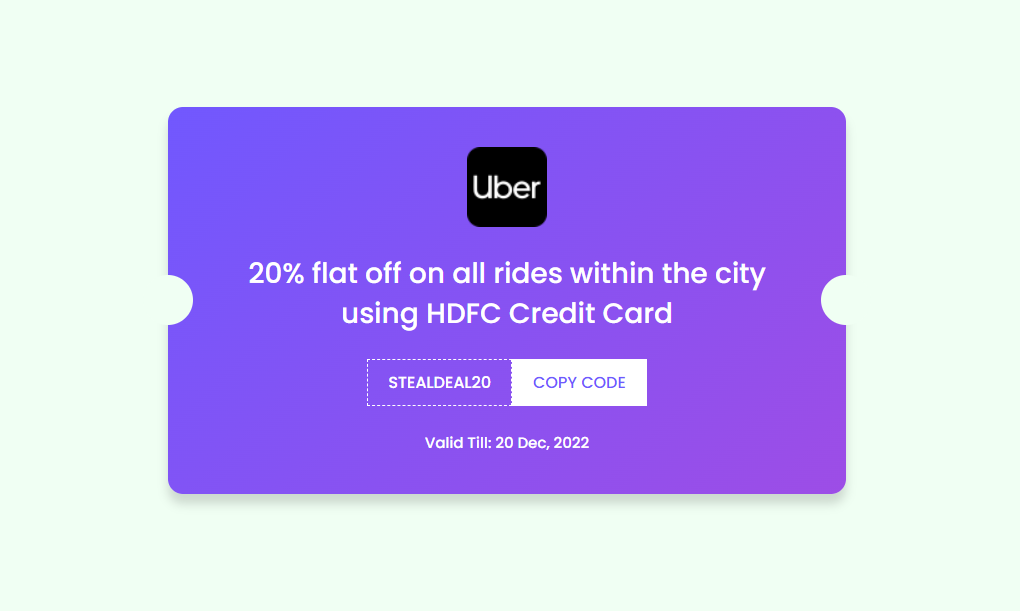 Uber
20% flat off on all rides within the city
using HDFC Credit Card
STEALDEAL20 COPY CODE
Valid Till: 20 Dec, 2022